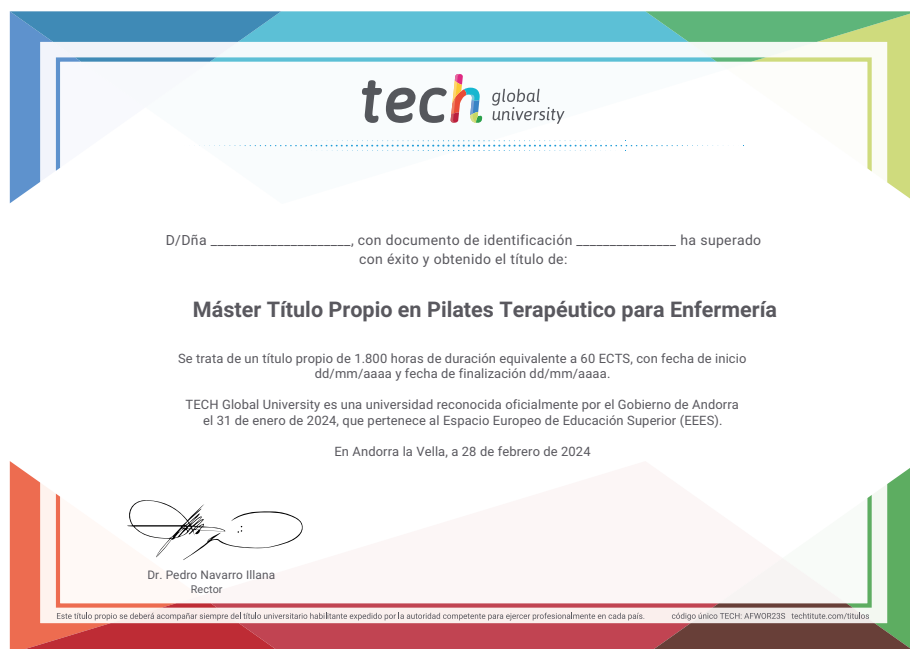 tech global
university
D/Dña _____________________, con documento de identificación _______________ ha superado
con éxito y obtenido el título de:
Máster Título Propio en Pilates Terapéutico para Enfermería
Se trata de un título propio de 1.800 horas de duración equivalente a 60 ECTS, con fecha de inicio
dd/mm/aaaa y fecha de finalización dd/mm/aaaa.
TECH Global University es una universidad reconocida oficialmente por el Gobierno de Andorra
el 31 de enero de 2024, que pertenece al Espacio Europeo de Educación Superior (EEES).
En Andorra la Vella, a 28 de febrero de 2024
Dr. Pedro Navarro Illana
Rector
Este título propio se deberá acompañar siempre del título universitario habilitante expedido por la autoridad competente para ejercer profesionalmente en cada país. código único TECH: AFWOR23S techtitute.com/titulos